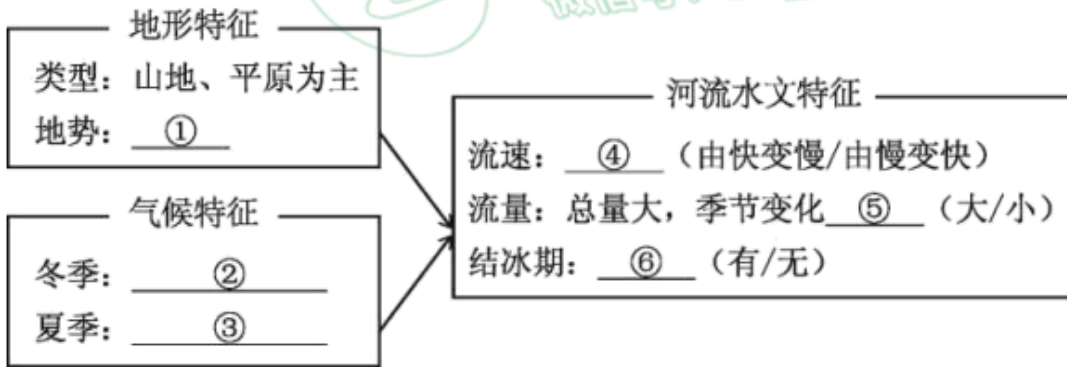 地形特征
类型：山地、平原为主
地势：①
气候特征
冬季：②
夏季：③
河流水文特征
流速：④（由快变慢/由慢变快）
流量：总量大，季节变化⑤（大/小）
结冰期：⑥（有/无）